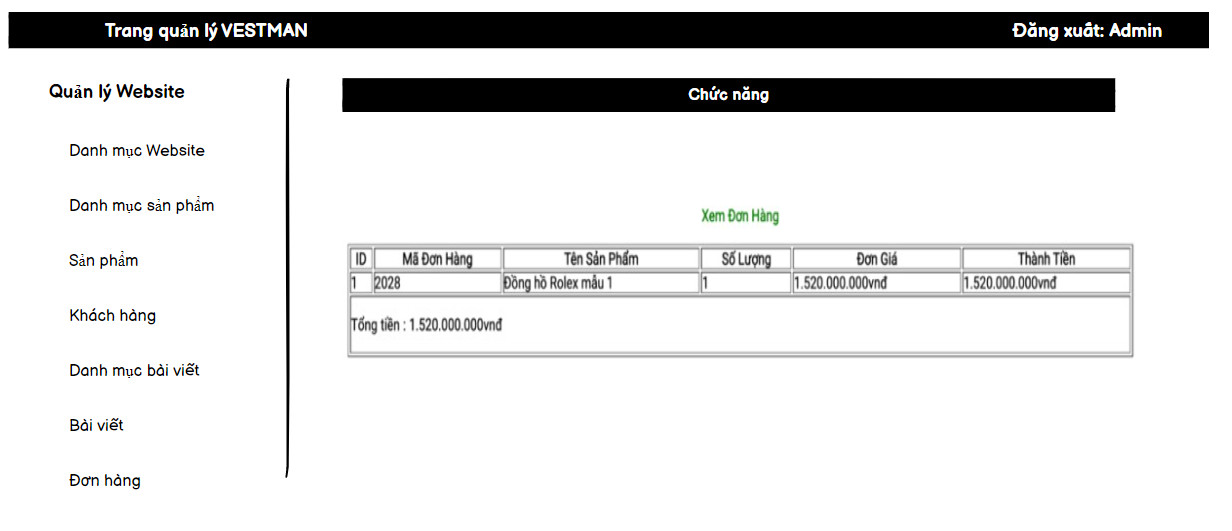 Trang quản lý VESTMAN Đăng xuất: Admin
Quản lý Website
Danh mục Website
Danh mục sản phẩm
Sản phẩm
Khách hàng
Danh mục bài viết
Bài viết
Đơn hàng
Chức năng
Xem Đơn Hàng
ID Mã Đơn Hàng Tên Sản Phẩm Số Lượng Đơn Giá Thành Tiền
1 2028 Đồng hồ Rolex mẫu 1 1 1.520.000.000vnđ 1.520.000.000vnđ
Tổng tiền : 1.520.000.000vnđ